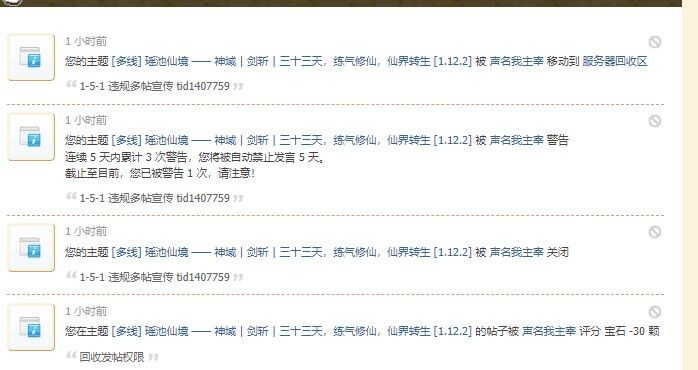 1 小时前
您的主题 [多线] 瑶池仙境 —— 神域 | 剑斩 | 三十三天，练气修仙，仙界转生 [1.12.2] 被 声名我主宰 移动到 服务器回收区
“ 1-5-1 违规多帖宣传 tid1407759 ”
1 小时前
您的主题 [多线] 瑶池仙境 —— 神域 | 剑斩 | 三十三天，练气修仙，仙界转生 [1.12.2] 被 声名我主宰 警告
连续 5 天内累计 3 次警告，您将被自动禁止发言 5 天。
截止至目前，您已被警告 1 次，请注意！
“ 1-5-1 违规多帖宣传 tid1407759 ”
1 小时前
您的主题 [多线] 瑶池仙境 —— 神域 | 剑斩 | 三十三天，练气修仙，仙界转生 [1.12.2] 被 声名我主宰 关闭
“ 1-5-1 违规多帖宣传 tid1407759 ”
1 小时前
您在主题 [多线] 瑶池仙境 —— 神域 | 剑斩 | 三十三天，练气修仙，仙界转生 [1.12.2] 的帖子被 声名我主宰 评分 宝石 -30 颗
“ 回收发帖权限 ”